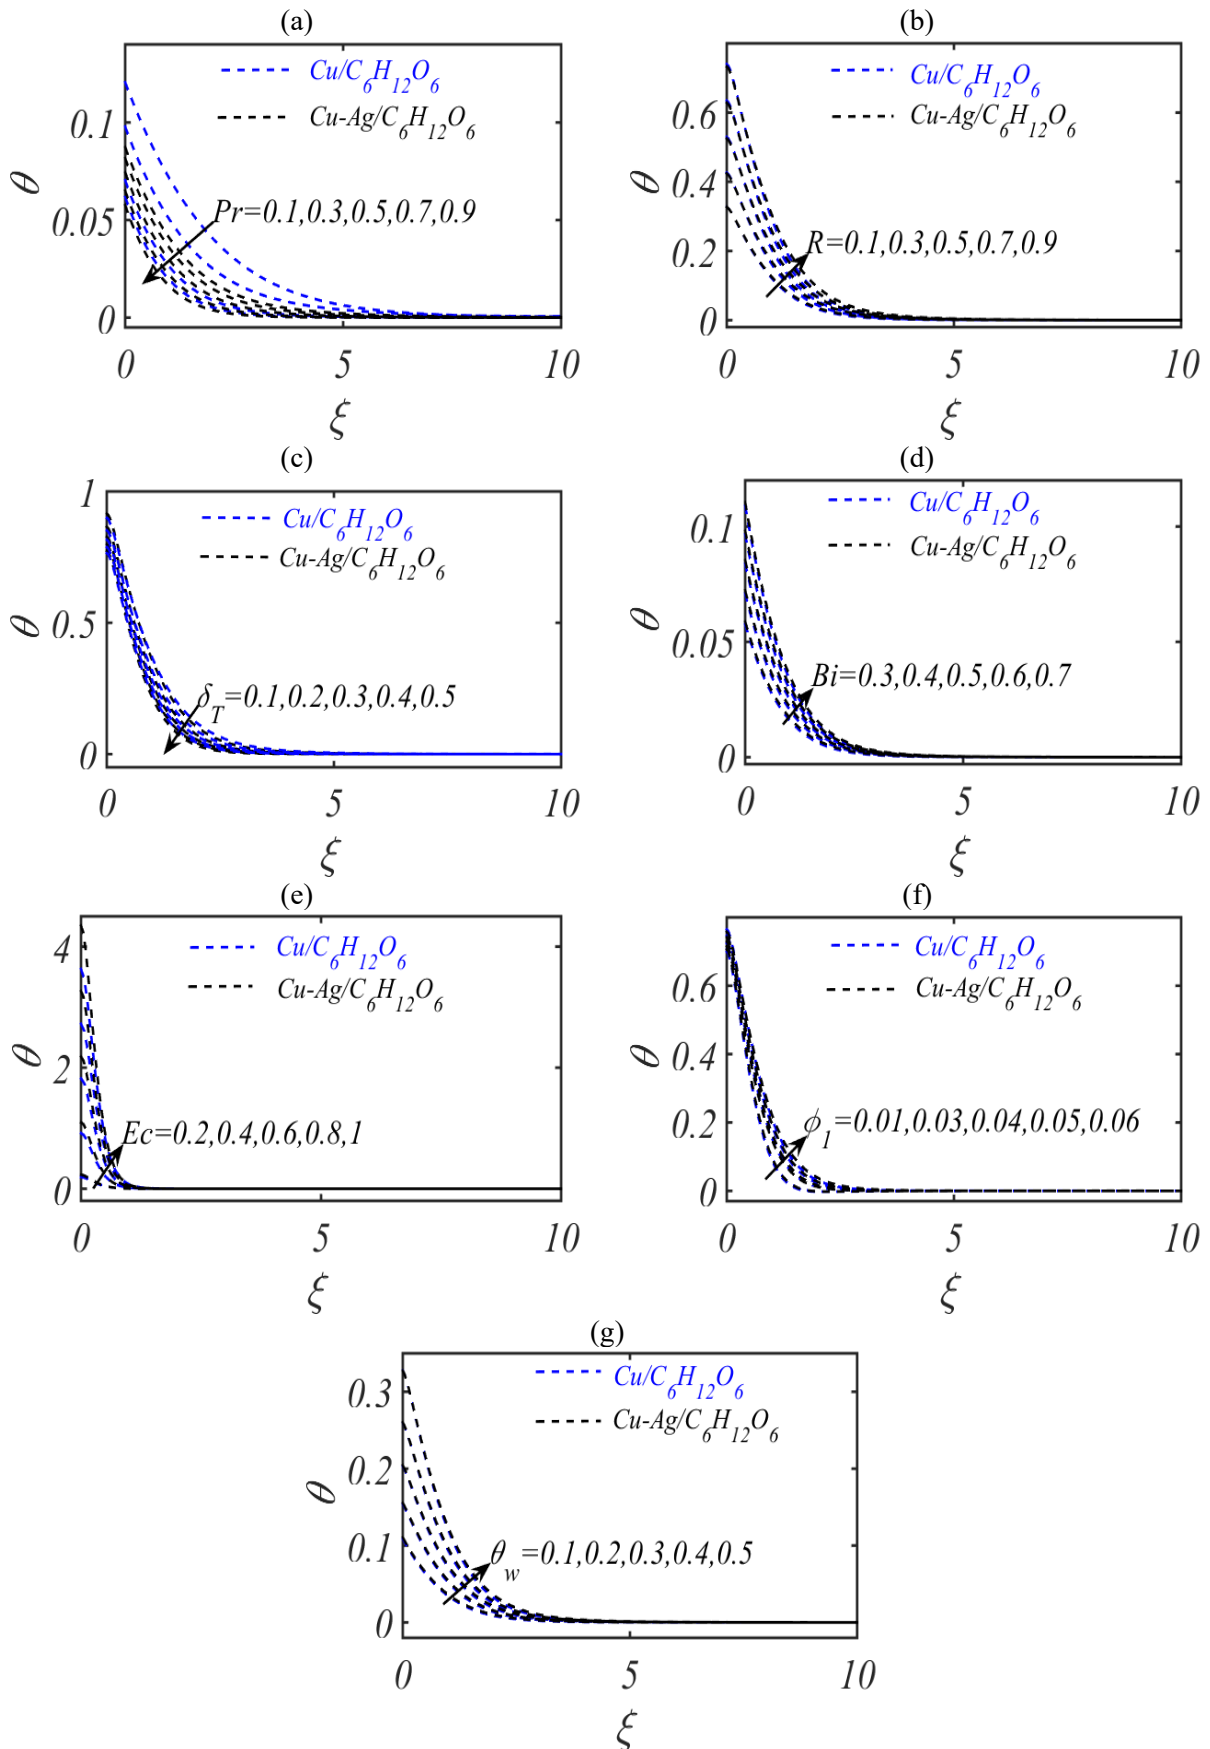 (a)
Cu/C6H12O6
Cu-Ag/C6H12O6
0.1
0.05
0
θ
Pr=0.1,0.3,0.5,0.7,0.9
0 5 10
ξ
(b)
Cu/C6H12O6
Cu-Ag/C6H12O6
0.6
0.4
0.2
0
θ
R=0.1,0.3,0.5,0.7,0.9
0 5 10
ξ
(c)
Cu/C6H12O6
Cu-Ag/C6H12O6
1
0.5
0
θ
δT=0.1,0.2,0.3,0.4,0.5
0 5 10
ξ
(d)
Cu/C6H12O6
Cu-Ag/C6H12O6
0.1
0.05
0
θ
Bi=0.3,0.4,0.5,0.6,0.7
0 5 10
ξ
(e)
Cu/C6H12O6
Cu-Ag/C6H12O6
4
2
0
θ
Ec=0.2,0.4,0.6,0.8,1
0 5 10
ξ
(f)
Cu/C6H12O6
Cu-Ag/C6H12O6
0.6
0.4
0.2
0
θ
ϕ1=0.01,0.03,0.04,0.05,0.06
0 5 10
ξ
(g)
Cu/C6H12O6
Cu-Ag/C6H12O6
0.3
0.2
0.1
0
θ
θw=0.1,0.2,0.3,0.4,0.5
0 5 10
ξ